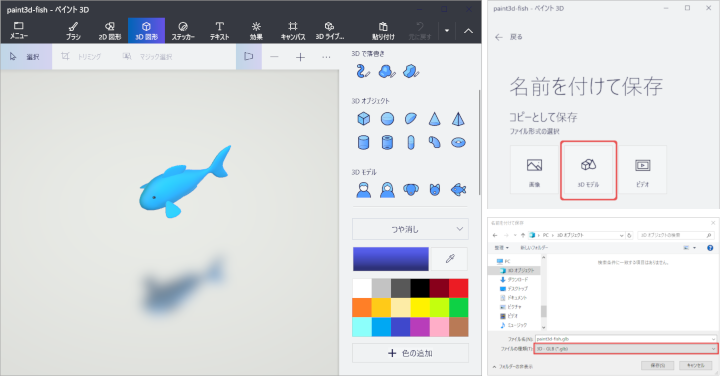 paint3d-fish - ペイント 3D
メニュー
ブラシ
2D 図形
3D 図形
ステッカー
テキスト
効果
キャンバス
3D ライブ...
貼り付け
元に戻す
選択
トリミング
マジック選択
3D で落書き
3D オブジェクト
3D モデル
つや消し
+ 色の追加
paint3d-fish - ペイント 3D
← 戻る
名前を付けて保存
コピーとして保存
ファイル形式の選択
画像
3D モデル
ビデオ
名前を付けて保存
PC > 3D オブジェクト
3D オブジェクトの検索
整理 新しいフォルダー
PC
3D オブジェクト
ダウンロード
デスクトップ
ドキュメント
ピクチャ
ビデオ
ミュージック
検索条件に一致する項目はありません。
ファイル名(N): paint3d-fish.glb
ファイルの種類(T): 3D - GLB (*.glb)
フォルダーの非表示
保存(S)
キャンセル